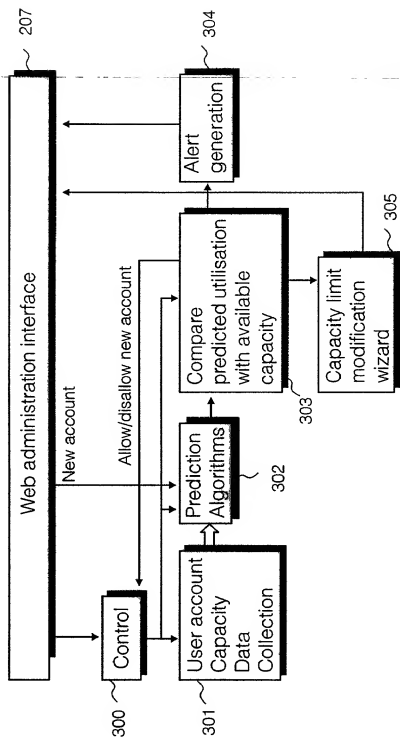 207
Web administration interface
New account
Allow/disallow new account
300
Control
304
Alert
generation
301
User account
Capacity
Data
Collection
Prediction
Algorithms
302
Compare
predicted utilisation
with available
capacity
303
Capacity limit
modification
wizard
305